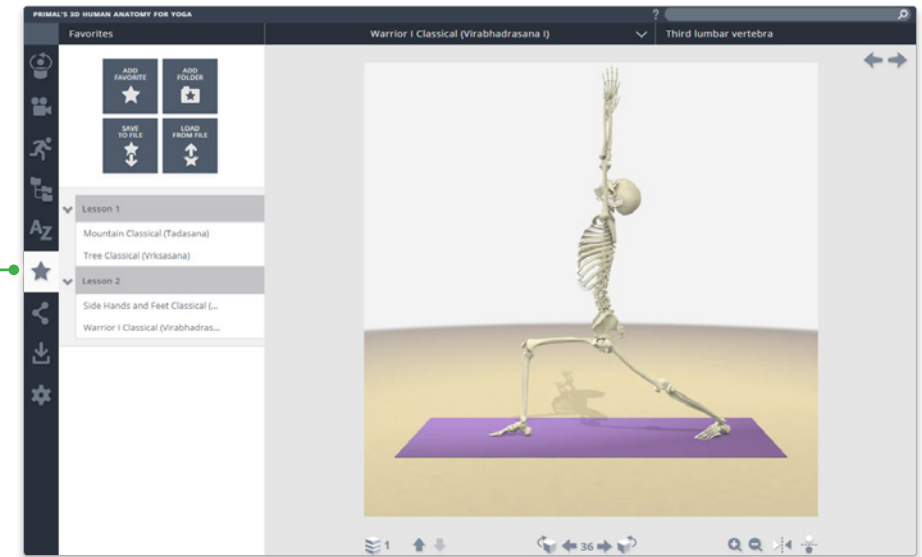 PRIMAL'S 3D HUMAN ANATOMY FOR YOGA
?
Favorites
Warrior I Classical (Virabhadrasana I)
Third lumbar vertebra
ADD FAVORITE
ADD FOLDER
SAVE TO FILE
LOAD FROM FILE
AZ
Lesson 1
Mountain Classical (Tadasana)
Tree Classical (Vrksasana)
Lesson 2
Side Hands and Feet Classical (...
Warrior I Classical (Virabhadras...
1
36